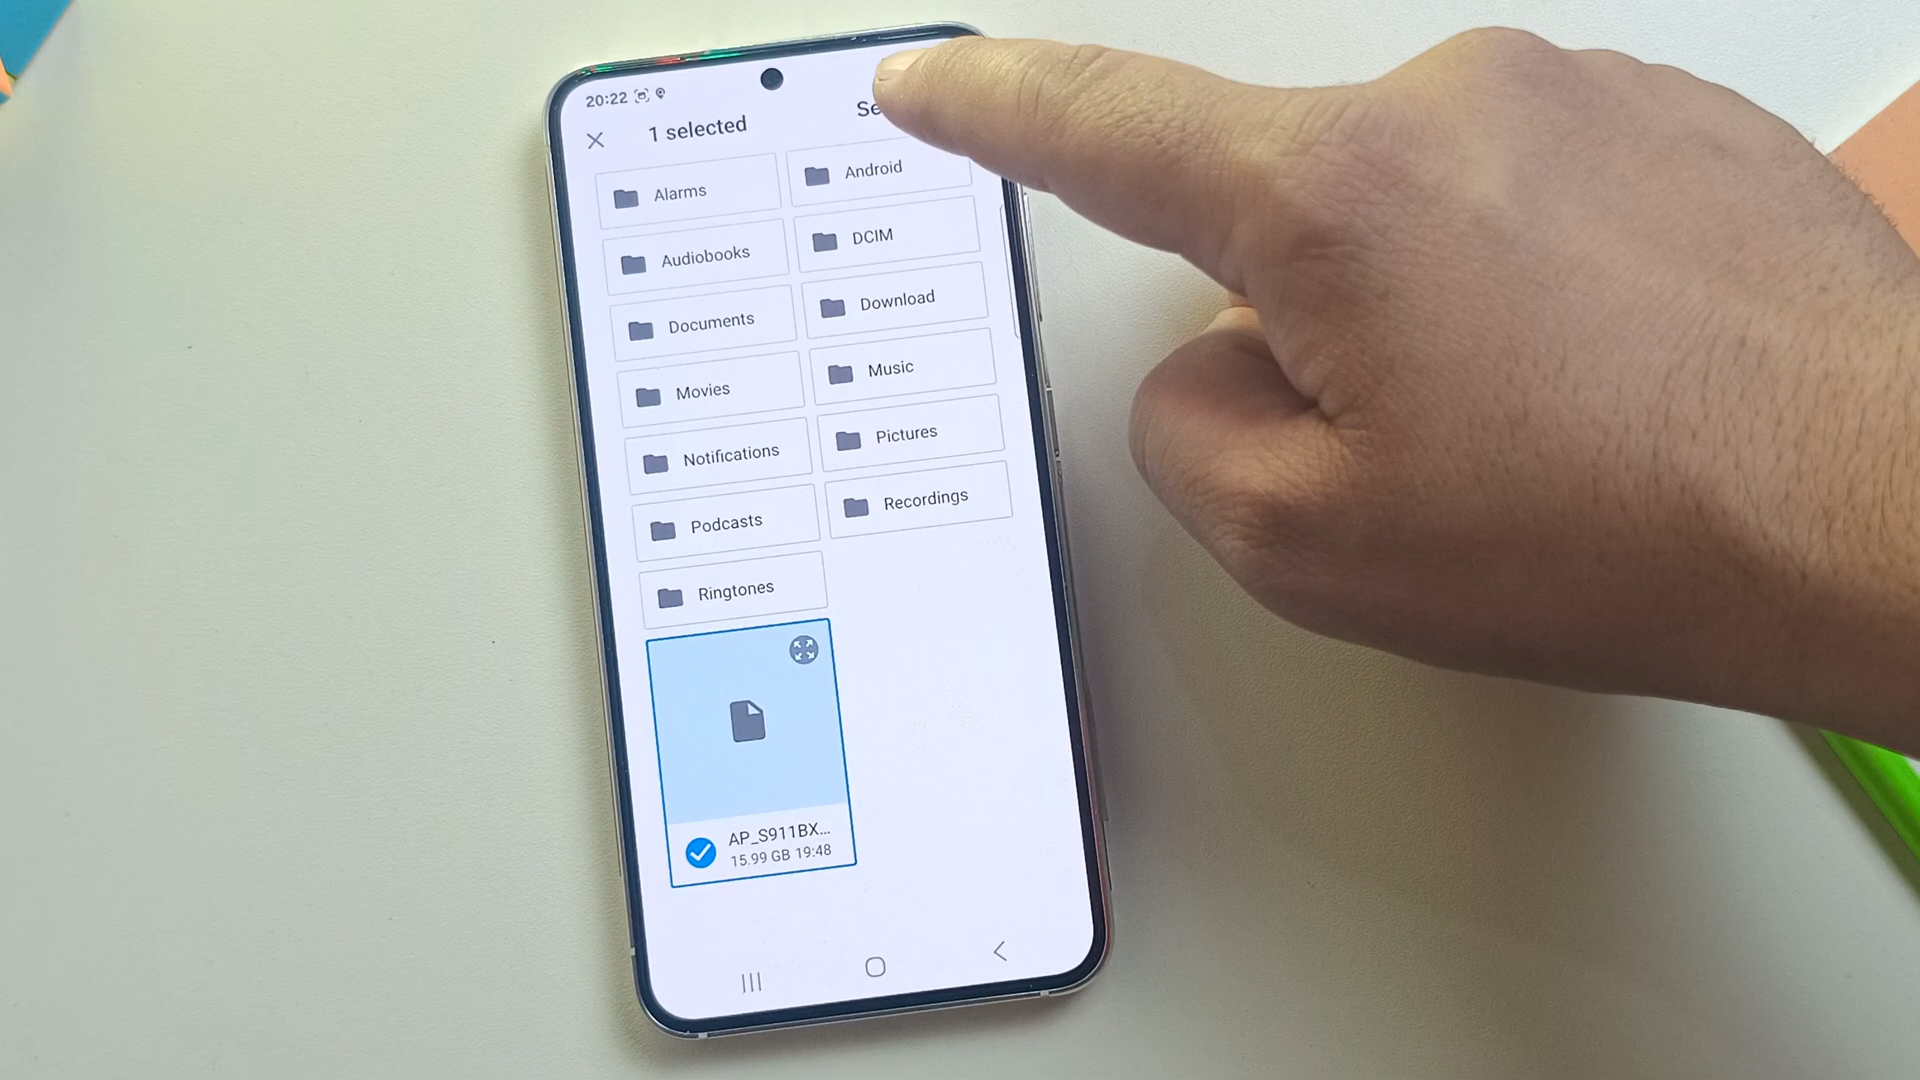 20:22
1 selected
Alarms
Android
Audiobooks
DCIM
Documents
Download
Movies
Music
Notifications
Pictures
Podcasts
Recordings
Ringtones
AP_S911BX...
15.99 GB 19:48